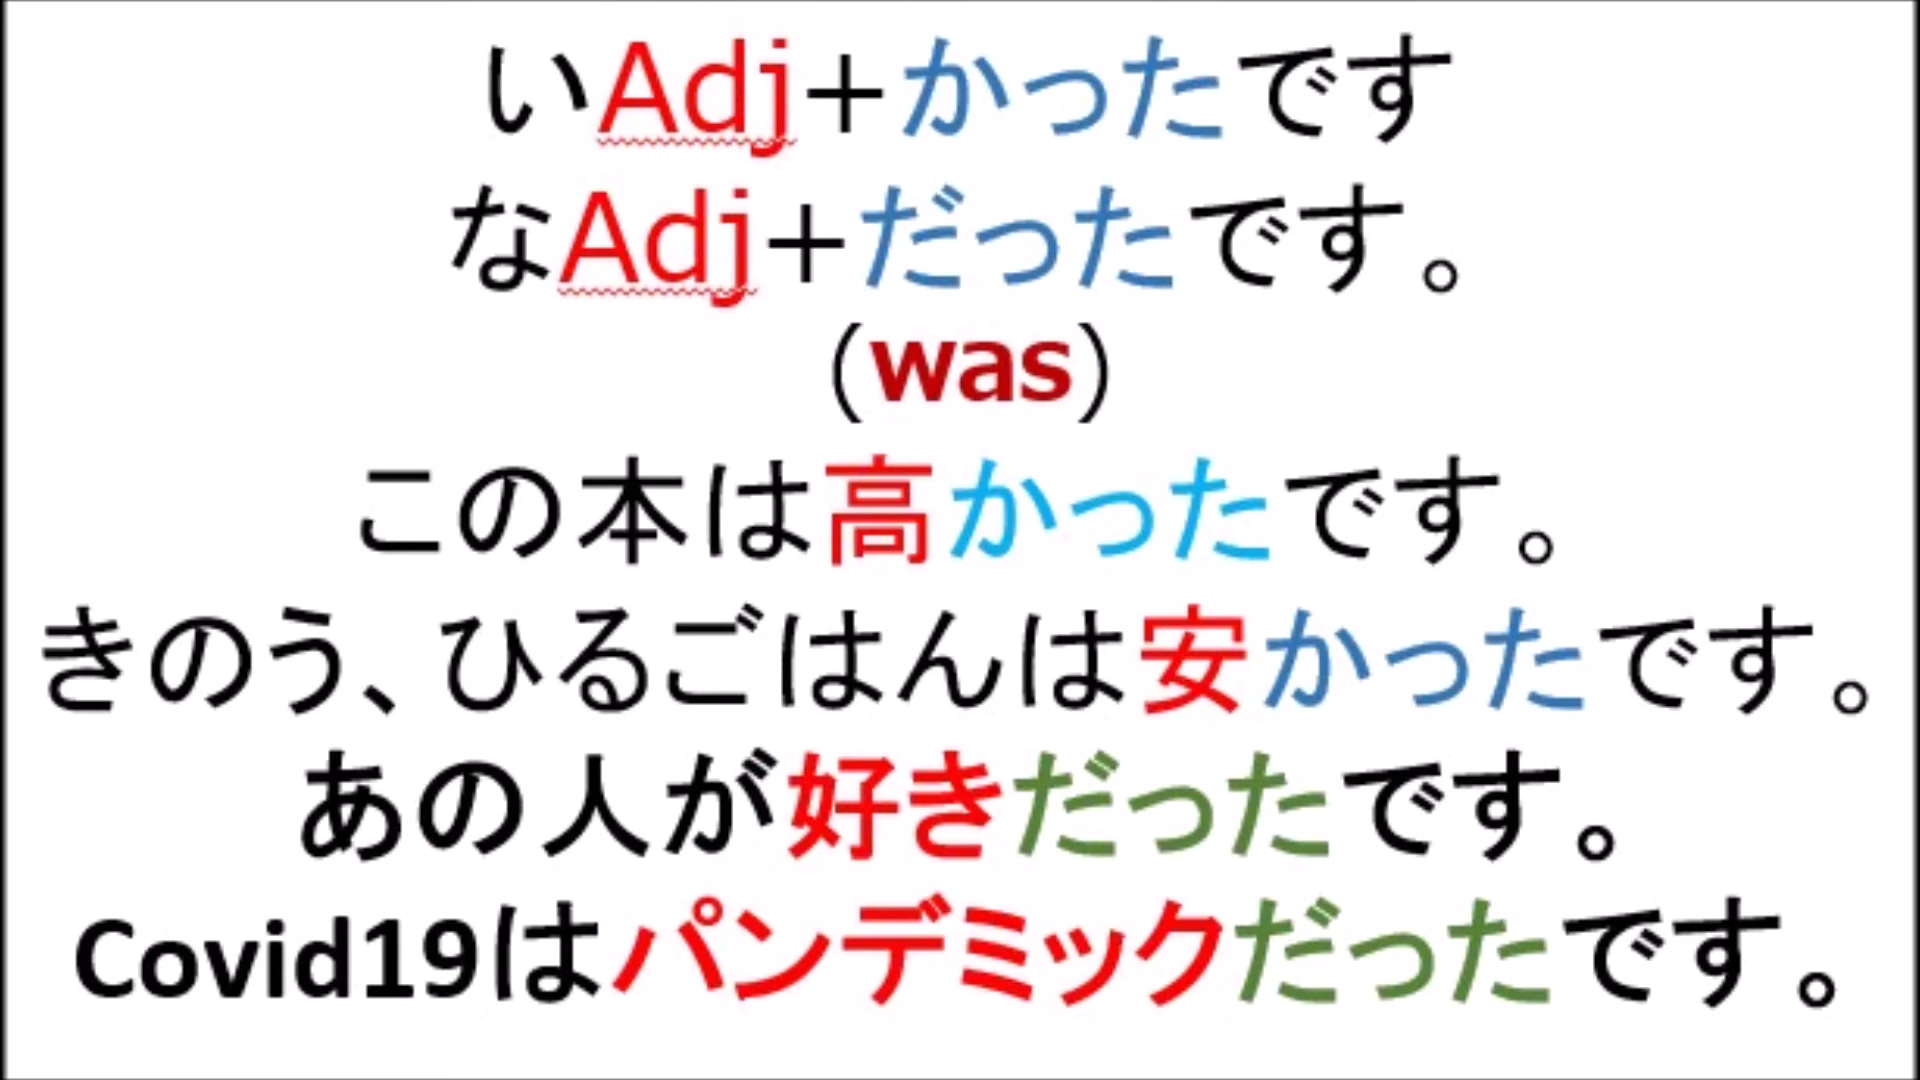 いAdj+かったです
なAdj+だったです。
(was)
この本は高かったです。
きのう、ひるごはんは安かったです。
あの人が好きだったです。
Covid19はパンデミックだったです。